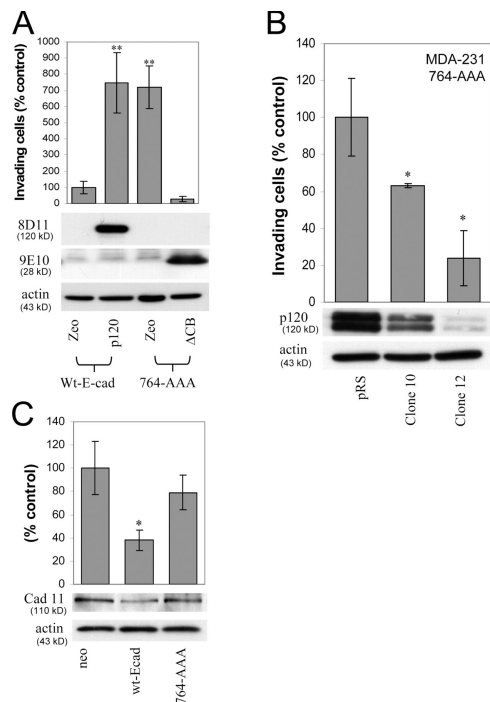 A
Invading cells (% control)
1000
900
800
700
600
500
400
300
200
100
0
**
**
8D11
(120 kD)
9E10
(28 kD)
actin
(43 kD)
Zeo
p120
Zeo
ΔCB
Wt-E-cad
764-AAA
B
Invading cells (% control)
140
120
100
80
60
40
20
0
MDA-231
764-AAA
*
*
p120
(120 kD)
actin
(43 kD)
pRS
Clone 10
Clone 12
C
(% control)
140
120
100
80
60
40
20
0
*
Cad 11
(110 kD)
actin
(43 kD)
neo
wt-Ecad
764-AAA